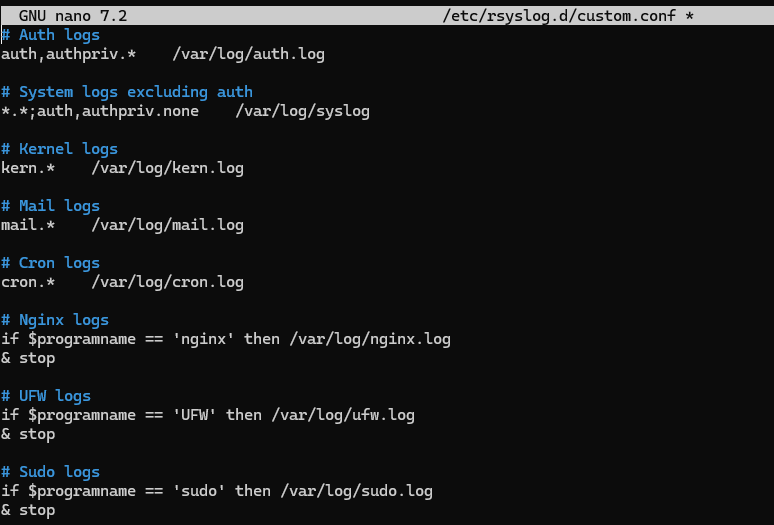 GNU nano 7.2 /etc/rsyslog.d/custom.conf *
# Auth logs
auth,authpriv.* /var/log/auth.log
# System logs excluding auth
*.*;auth,authpriv.none /var/log/syslog
# Kernel logs
kern.* /var/log/kern.log
# Mail logs
mail.* /var/log/mail.log
# Cron logs
cron.* /var/log/cron.log
# Nginx logs
if $programname == 'nginx' then /var/log/nginx.log
& stop
# UFW logs
if $programname == 'UFW' then /var/log/ufw.log
& stop
# Sudo logs
if $programname == 'sudo' then /var/log/sudo.log
& stop